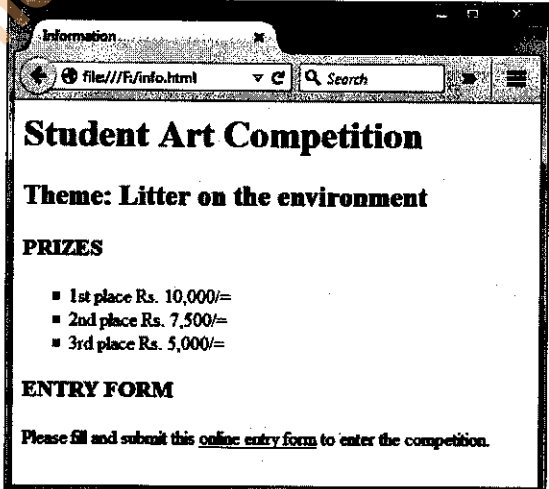 Information
file///F:/info.html
Search
Student Art Competition
Theme: Litter on the environment
PRIZES
1st place Rs. 10,000/=
2nd place Rs. 7,500/=
3rd place Rs. 5,000/=
ENTRY FORM
Please fill and submit this online entry form to enter the competition.